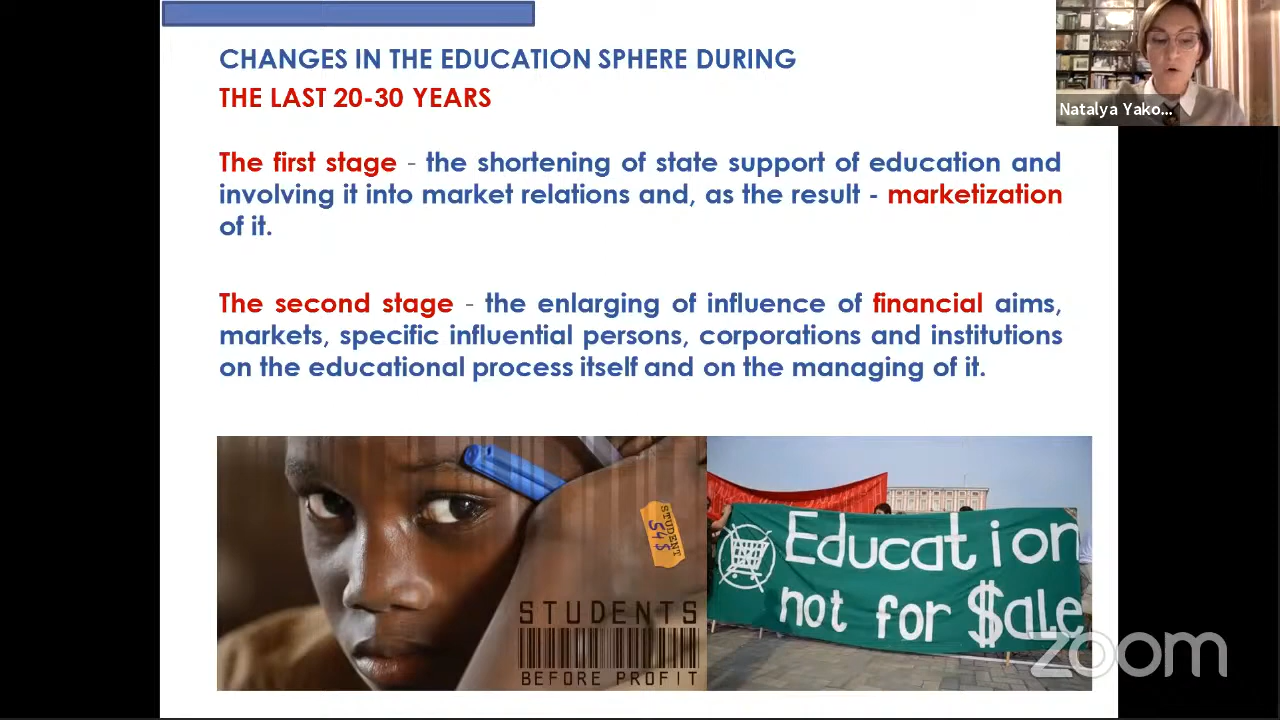 CHANGES IN THE EDUCATION SPHERE DURING
THE LAST 20-30 YEARS
The first stage - the shortening of state support of education and
involving it into market relations and, as the result - marketization
of it.
The second stage - the enlarging of influence of financial aims,
markets, specific influential persons, corporations and institutions
on the educational process itself and on the managing of it.
STUDENT
54$
STUDENTS
BEFORE PROFIT
Education
not for $ale
Natalya Yako...
zoom